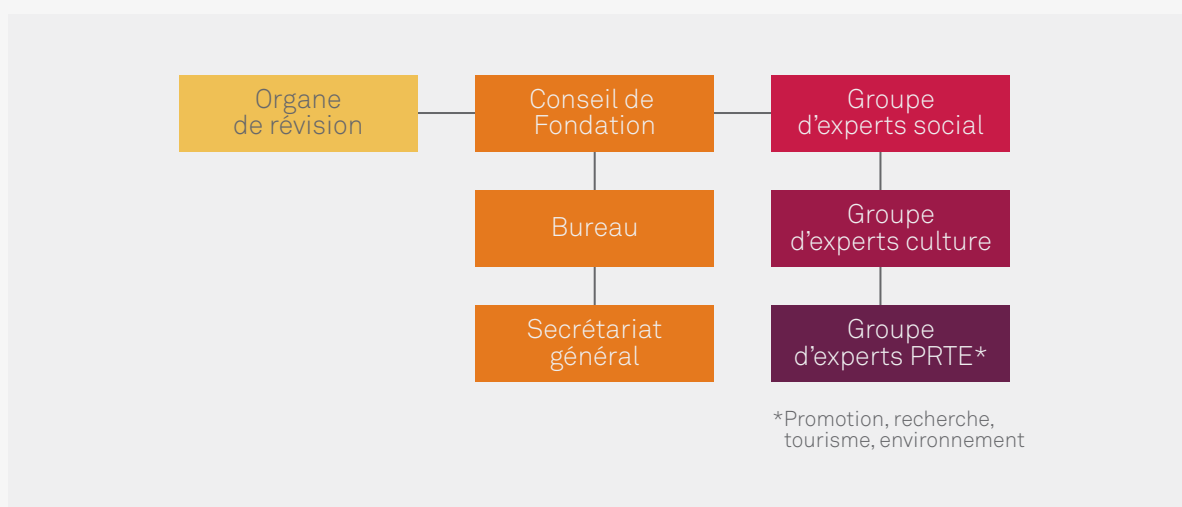 Organe
de révision
Conseil de
Fondation
Groupe
d'experts social
Bureau
Groupe
d'experts culture
Secrétariat
général
Groupe
d'experts PRTE*
*Promotion, recherche,
tourisme, environnement